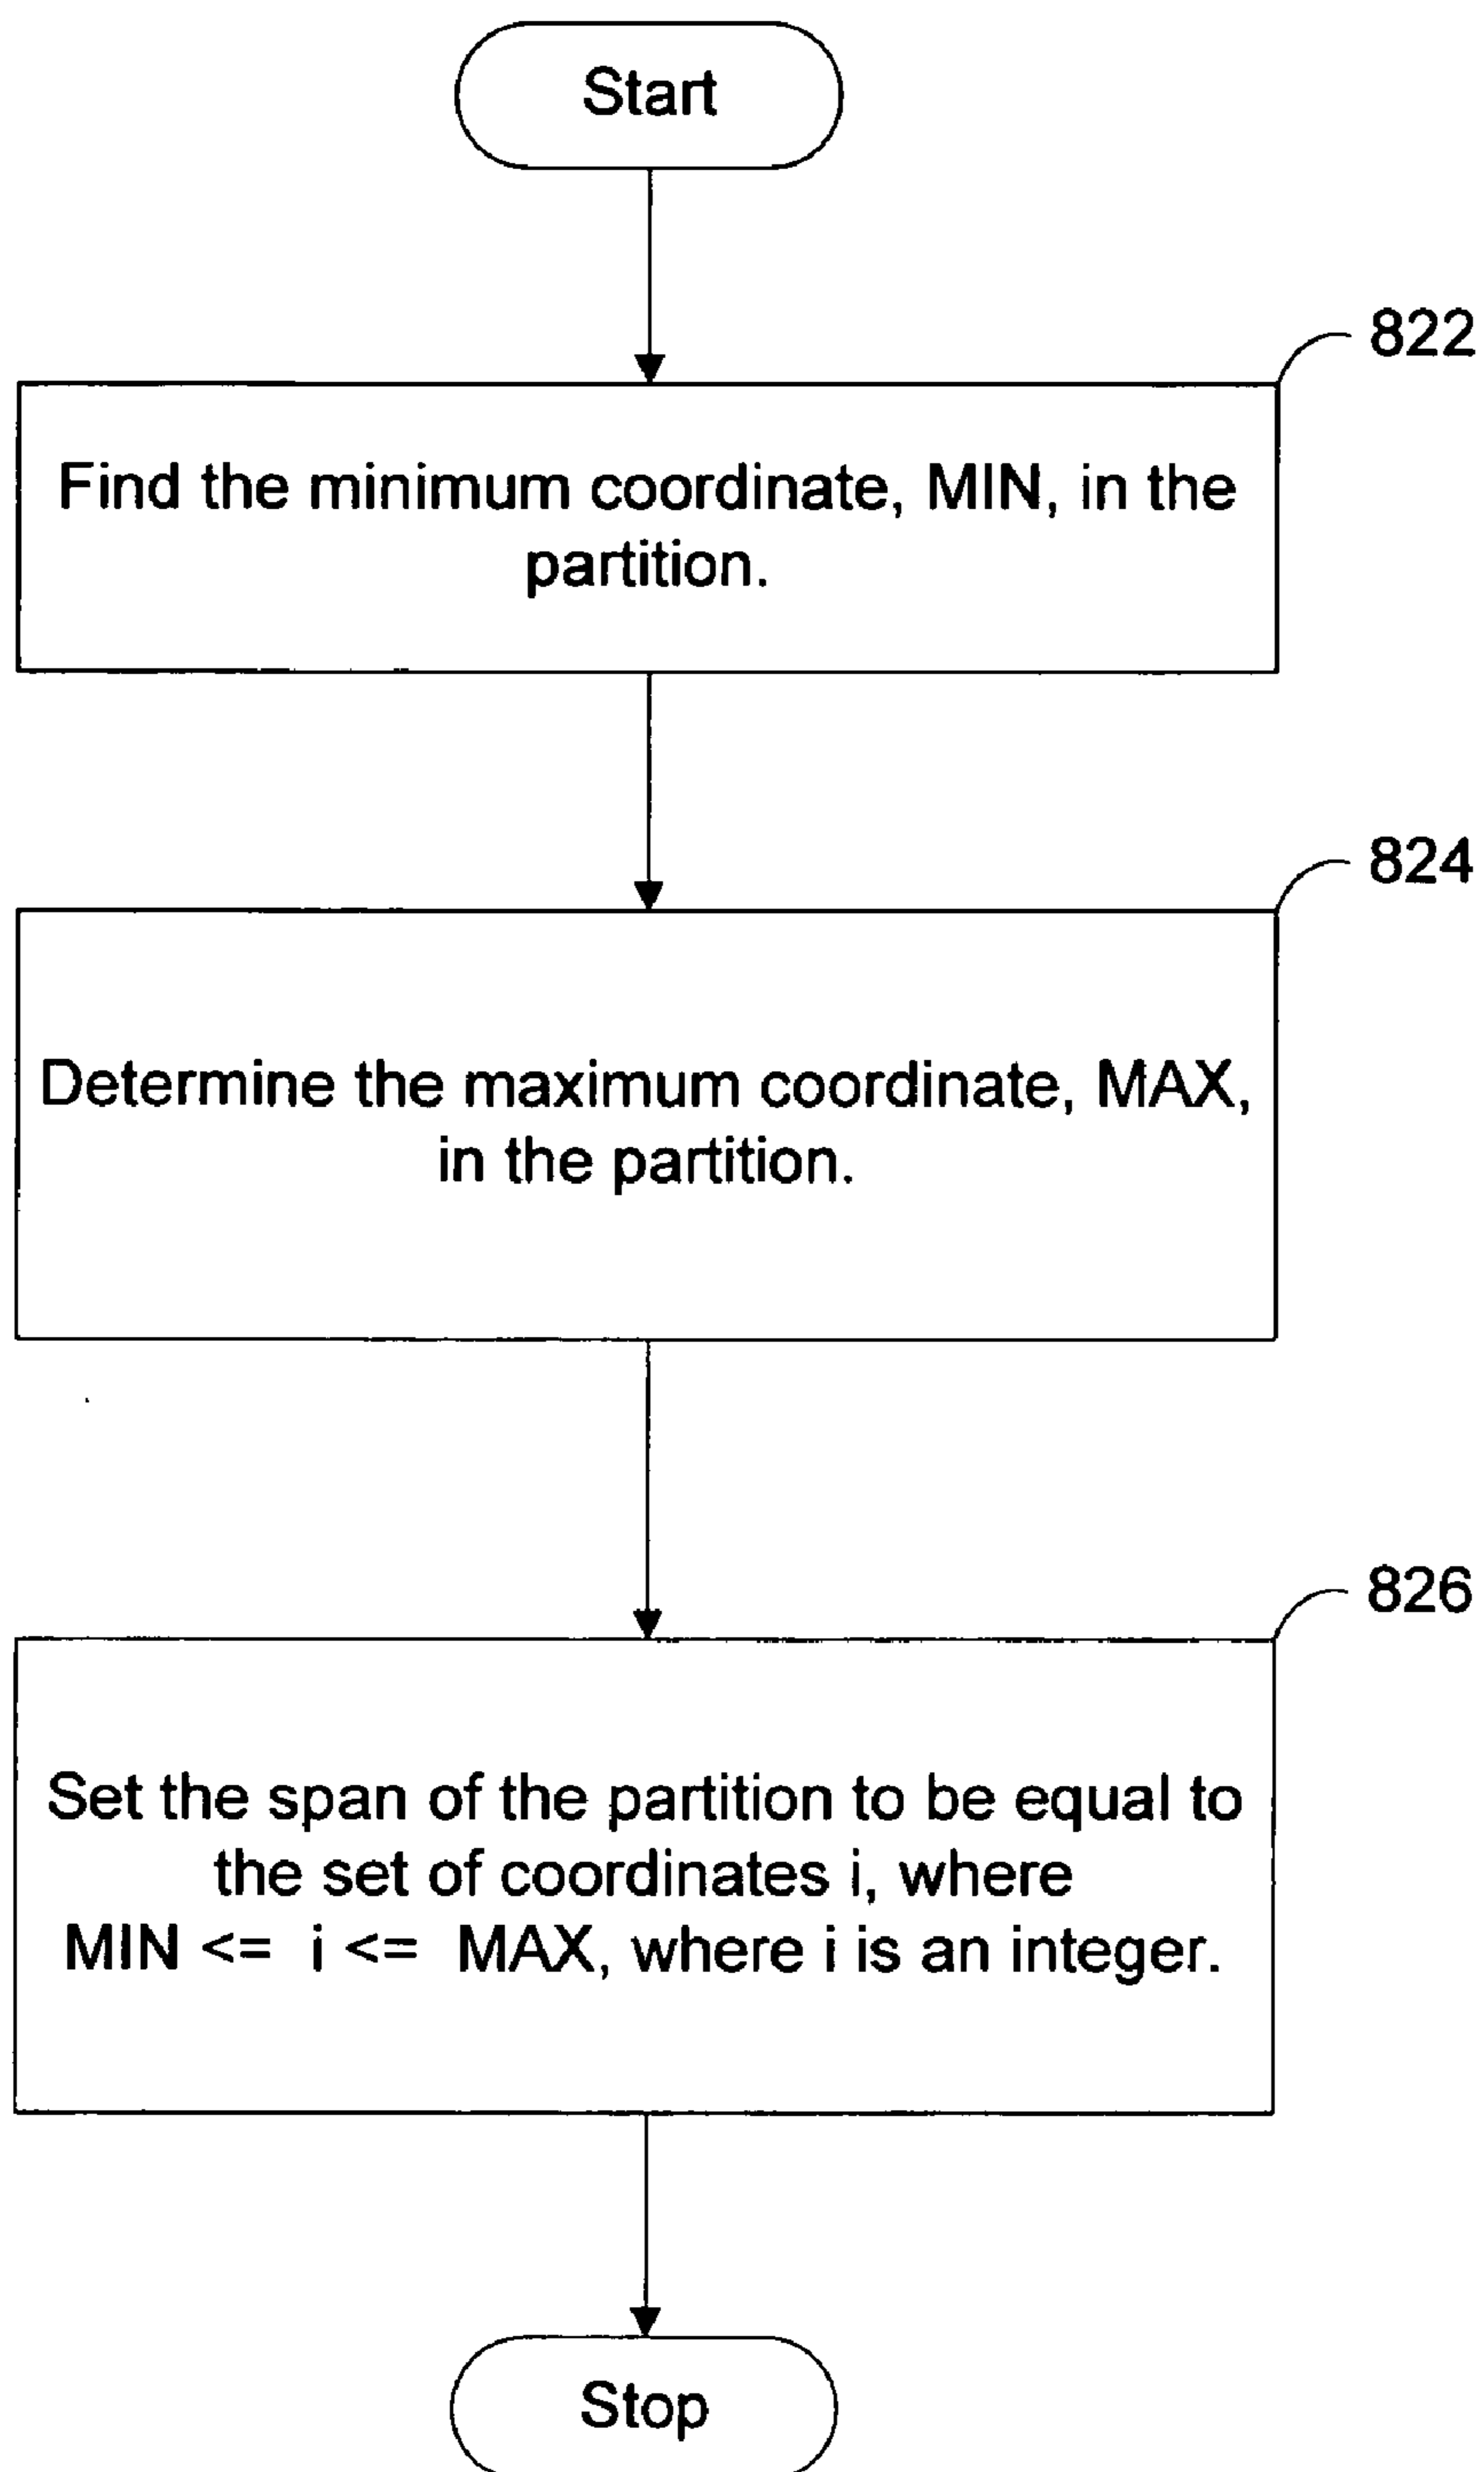 Start
822
Find the minimum coordinate, MIN, in the
partition.
824
Determine the maximum coordinate, MAX,
in the partition.
826
Set the span of the partition to be equal to
the set of coordinates i, where
MIN <= i <= MAX, where i is an integer.
Stop